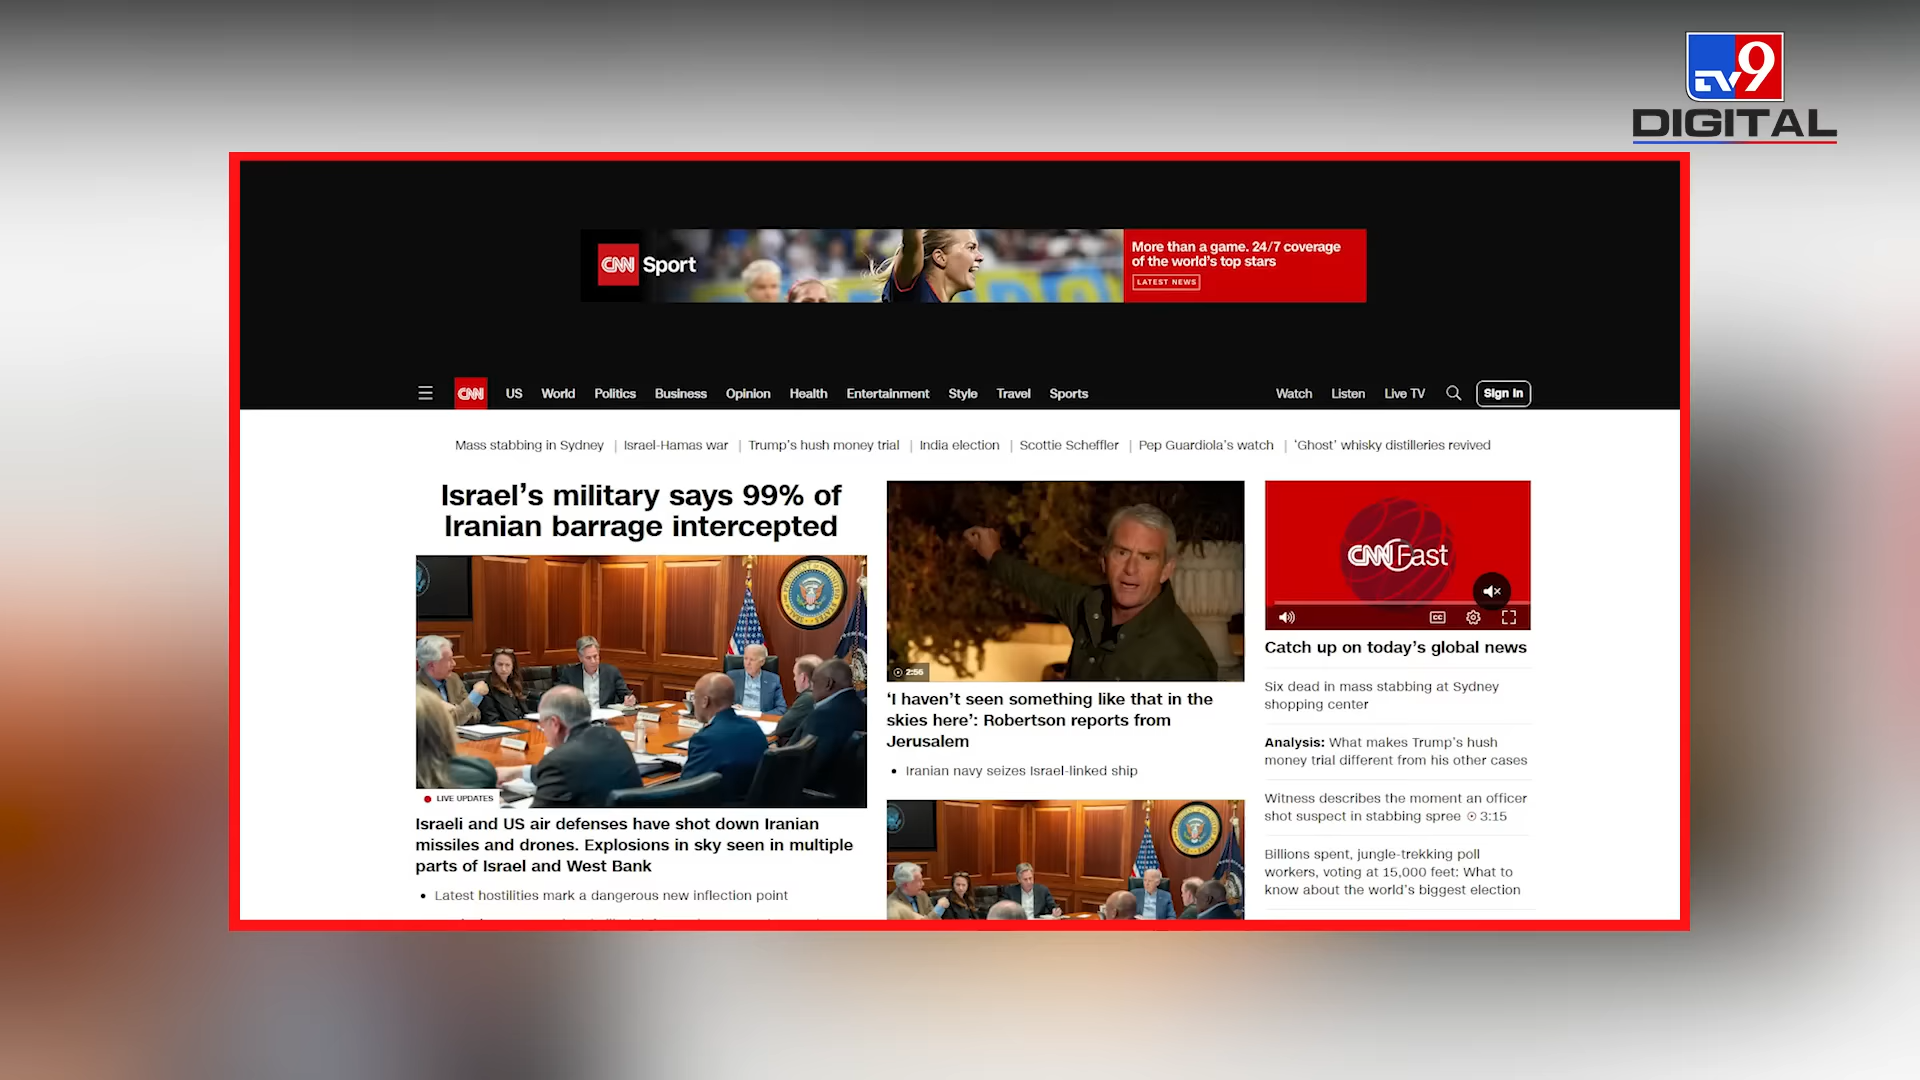 TV9
DIGITAL
CNN Sport
More than a game. 24/7 coverage
of the world's top stars
LATEST NEWS
CNN US World Politics Business Opinion Health Entertainment Style Travel Sports Watch Listen Live TV Sign In
Mass stabbing in Sydney | Israel-Hamas war | Trump's hush money trial | India election | Scottie Scheffler | Pep Guardiola's watch | 'Ghost' whisky distilleries revived
Israel's military says 99% of
Iranian barrage intercepted
LIVE UPDATES
Israeli and US air defenses have shot down Iranian
missiles and drones. Explosions in sky seen in multiple
parts of Israel and West Bank
• Latest hostilities mark a dangerous new inflection point
2:56
'I haven't seen something like that in the
skies here': Robertson reports from
Jerusalem
• Iranian navy seizes Israel-linked ship
CNN Fast
CC
Catch up on today's global news
Six dead in mass stabbing at Sydney
shopping center
Analysis: What makes Trump's hush
money trial different from his other cases
Witness describes the moment an officer
shot suspect in stabbing spree 3:15
Billions spent, jungle-trekking poll
workers, voting at 15,000 feet: What to
know about the world's biggest election